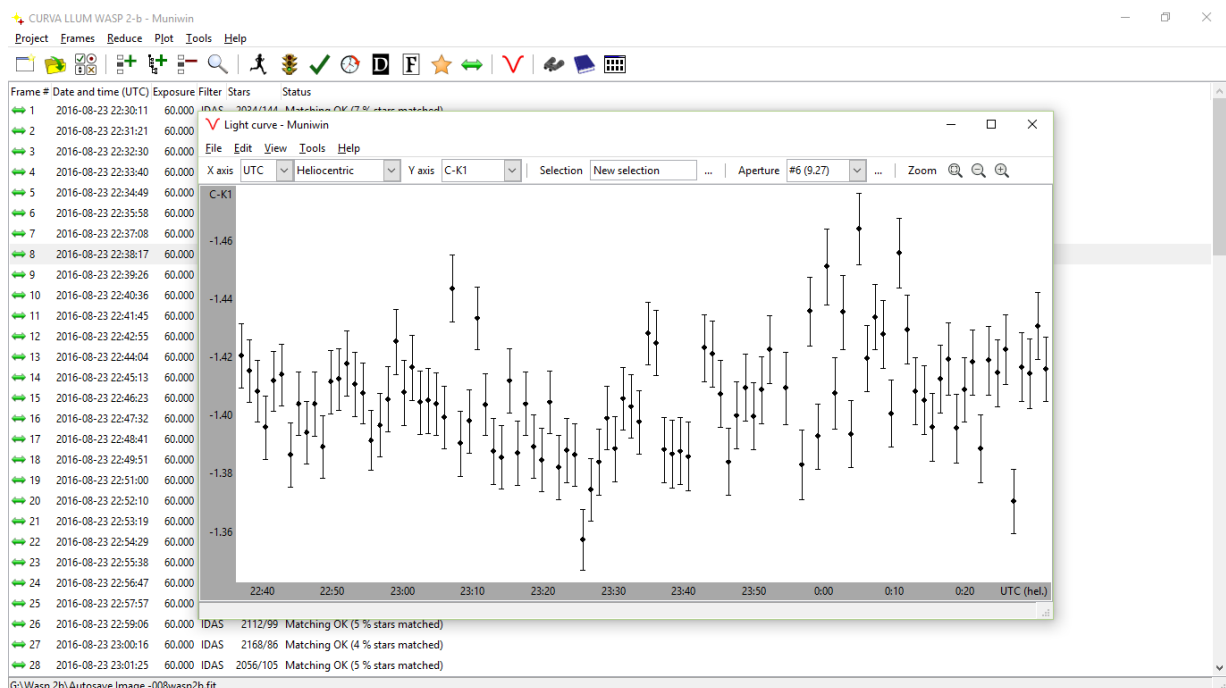 CURVA LLUM WASP 2-b - Muniwin
Project Frames Reduce Plot Tools Help
Frame # Date and time (UTC) Exposure Filter Stars Status
1 2016-08-23 22:30:11 60.000 IDAS 2034/144 Matching OK (7 % stars matched)
2 2016-08-23 22:31:21 60.000
3 2016-08-23 22:32:30 60.000
4 2016-08-23 22:33:40 60.000
5 2016-08-23 22:34:49 60.000
6 2016-08-23 22:35:58 60.000
7 2016-08-23 22:37:08 60.000
8 2016-08-23 22:38:17 60.000
9 2016-08-23 22:39:26 60.000
10 2016-08-23 22:40:36 60.000
11 2016-08-23 22:41:45 60.000
12 2016-08-23 22:42:55 60.000
13 2016-08-23 22:44:04 60.000
14 2016-08-23 22:45:13 60.000
15 2016-08-23 22:46:23 60.000
16 2016-08-23 22:47:32 60.000
17 2016-08-23 22:48:41 60.000
18 2016-08-23 22:49:51 60.000
19 2016-08-23 22:51:00 60.000
20 2016-08-23 22:52:10 60.000
21 2016-08-23 22:53:19 60.000
22 2016-08-23 22:54:29 60.000
23 2016-08-23 22:55:38 60.000
24 2016-08-23 22:56:47 60.000
25 2016-08-23 22:57:57 60.000
26 2016-08-23 22:59:06 60.000 IDAS 2112/99 Matching OK (5 % stars matched)
27 2016-08-23 23:00:16 60.000 IDAS 2168/86 Matching OK (4 % stars matched)
28 2016-08-23 23:01:25 60.000 IDAS 2056/105 Matching OK (5 % stars matched)
G:\Wasp 2b\Autosave Image -008wasp2b.fit
Light curve - Muniwin
File Edit View Tools Help
X axis UTC Heliocentric Y axis C-K1 Selection New selection ... Aperture #6 (9.27) ... Zoom
C-K1
-1.46
-1.44
-1.42
-1.40
-1.38
-1.36
22:40 22:50 23:00 23:10 23:20 23:30 23:40 23:50 0:00 0:10 0:20 UTC (hel.)